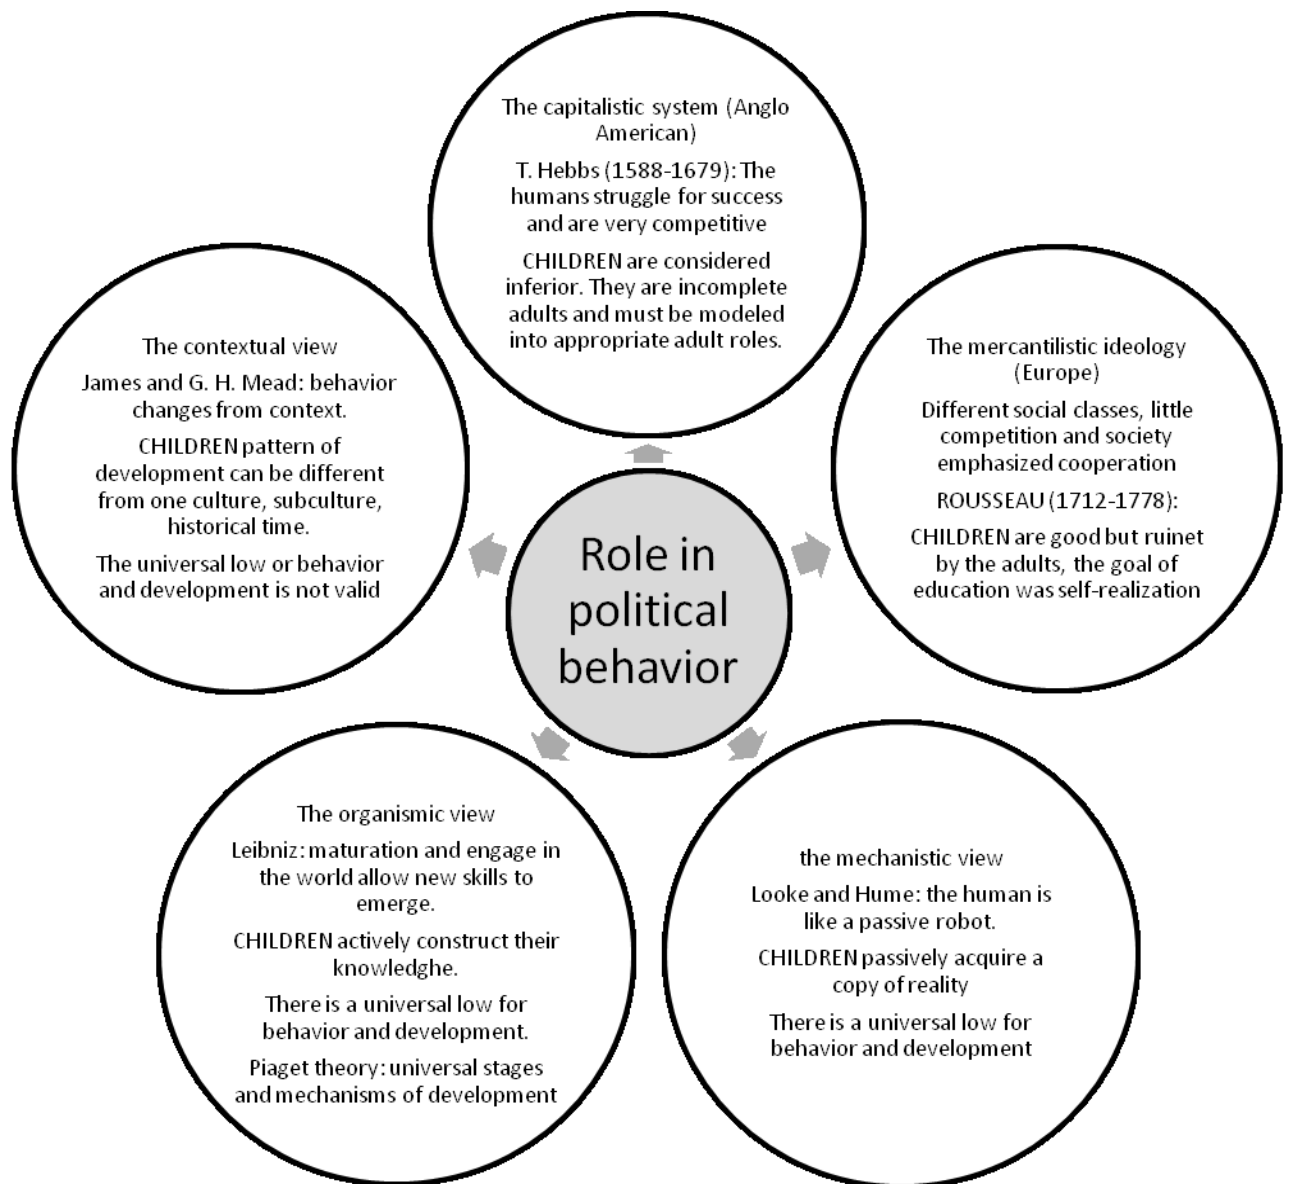 The capitalistic system (Anglo
American)
T. Hebbs (1588-1679): The
humans struggle for success
and are very competitive
CHILDREN are considered
inferior. They are incomplete
adults and must be modeled
into appropriate adult roles.
The contextual view
James and G. H. Mead: behavior
changes from context.
CHILDREN pattern of
development can be different
from one culture, subculture,
historical time.
The universal low or behavior
and development is not valid
The mercantilistic ideology
(Europe)
Different social classes, little
competition and society
emphasized cooperation
ROUSSEAU (1712-1778):
CHILDREN are good but ruinet
by the adults, the goal of
education was self-realization
Role in
political
behavior
The organismic view
Leibniz: maturation and engage in
the world allow new skills to
emerge.
CHILDREN actively construct their
knowledghe.
There is a universal low for
behavior and development.
Piaget theory: universal stages
and mechanisms of development
the mechanistic view
Looke and Hume: the human is
like a passive robot.
CHILDREN passively acquire a
copy of reality
There is a universal low for
behavior and development